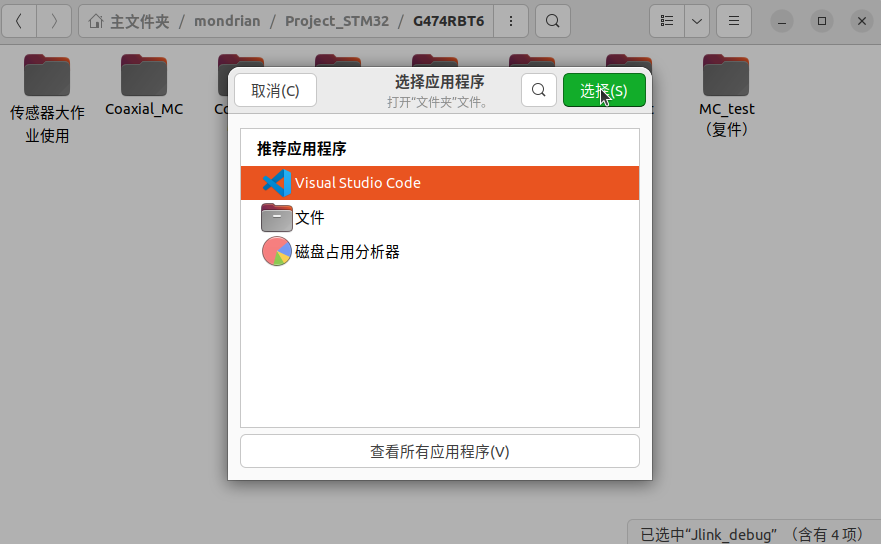 主文件夹 / mondrian / Project_STM32 / G474RBT6
传感器大作
业使用
Coaxial_MC
MC_test
（复件）
取消(C)
选择应用程序
打开“文件夹”文件。
选择(S)
推荐应用程序
Visual Studio Code
文件
磁盘占用分析器
查看所有应用程序(V)
已选中“Jlink_debug” （含有 4 项）